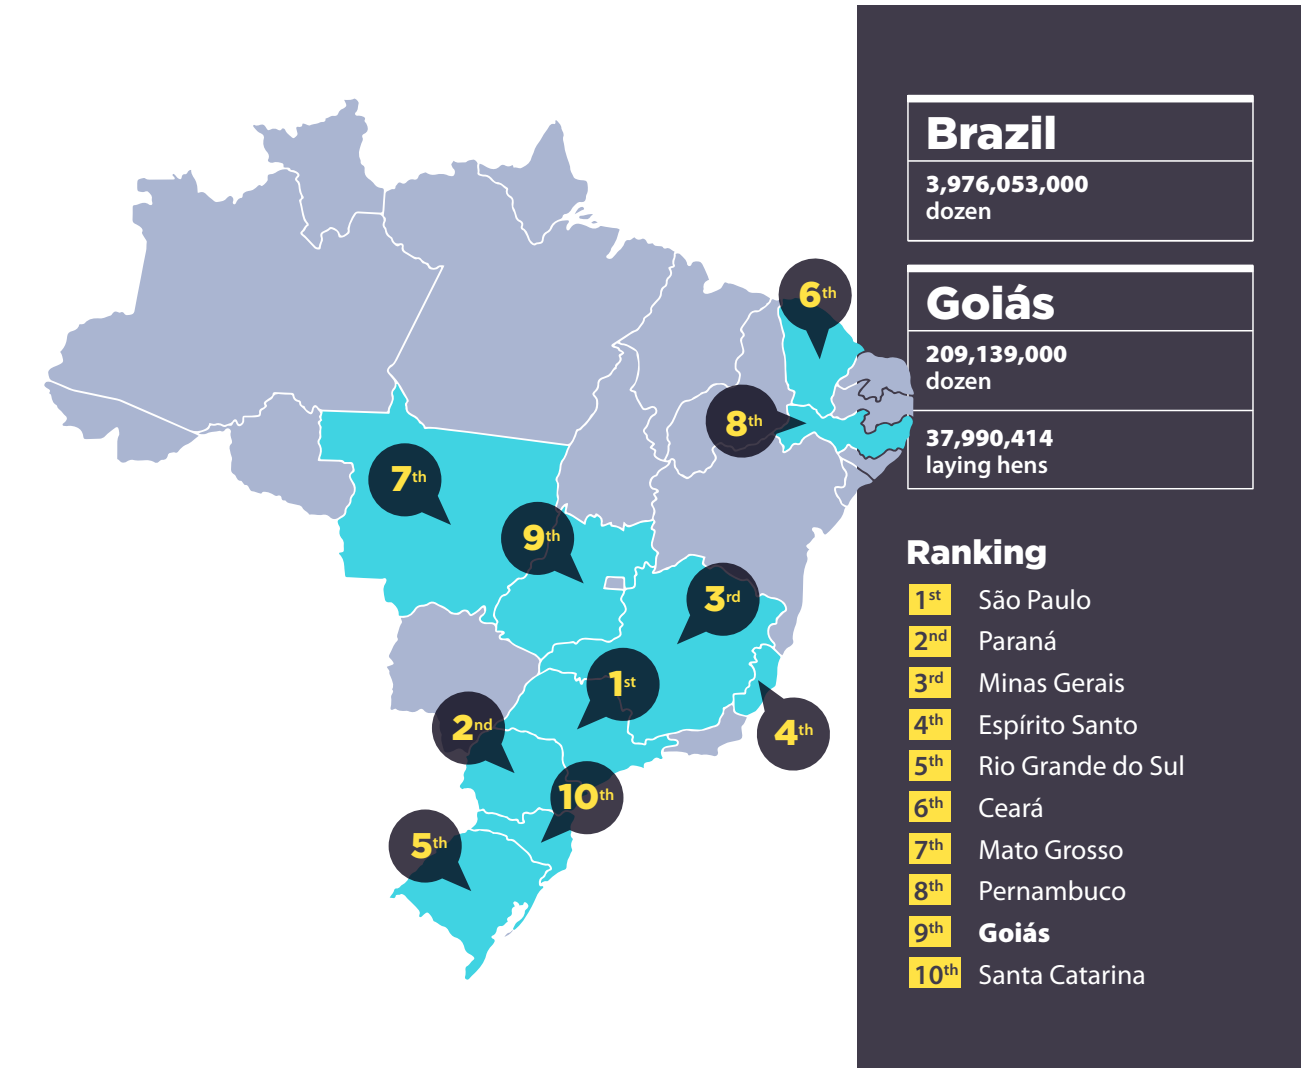 6th
8th
7th
9th
3rd
1st
2nd
4th
10th
5th
Brazil
3,976,053,000
dozen
Goiás
209,139,000
dozen
37,990,414
laying hens
Ranking
1st São Paulo
2nd Paraná
3rd Minas Gerais
4th Espírito Santo
5th Rio Grande do Sul
6th Ceará
7th Mato Grosso
8th Pernambuco
9th Goiás
10th Santa Catarina